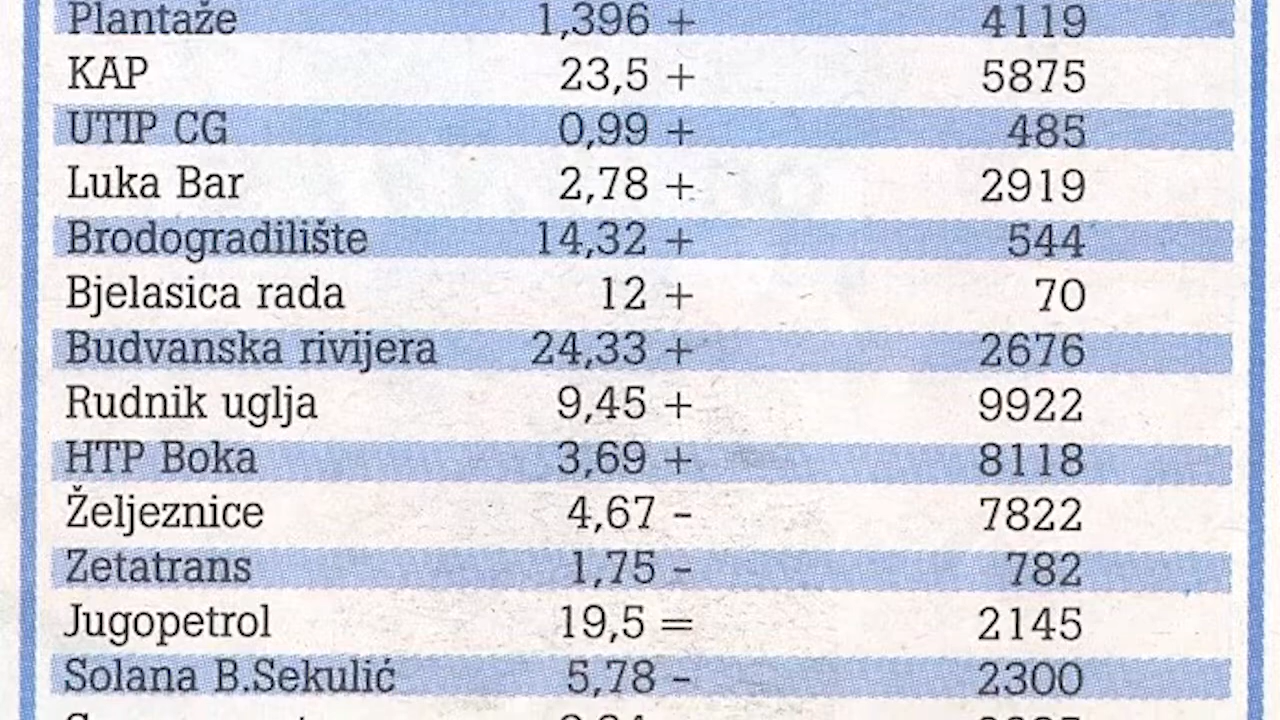 Plantaže 1,396 + 4119
KAP 23,5 + 5875
UTIP CG 0,99 + 485
Luka Bar 2,78 + 2919
Brodogradilište 14,32 + 544
Bjelasica rada 12 + 70
Budvanska rivijera 24,33 + 2676
Rudnik uglja 9,45 + 9922
HTP Boka 3,69 + 8118
Željeznice 4,67 - 7822
Zetatrans 1,75 - 782
Jugopetrol 19,5 = 2145
Solana B.Sekulić 5,78 - 2300